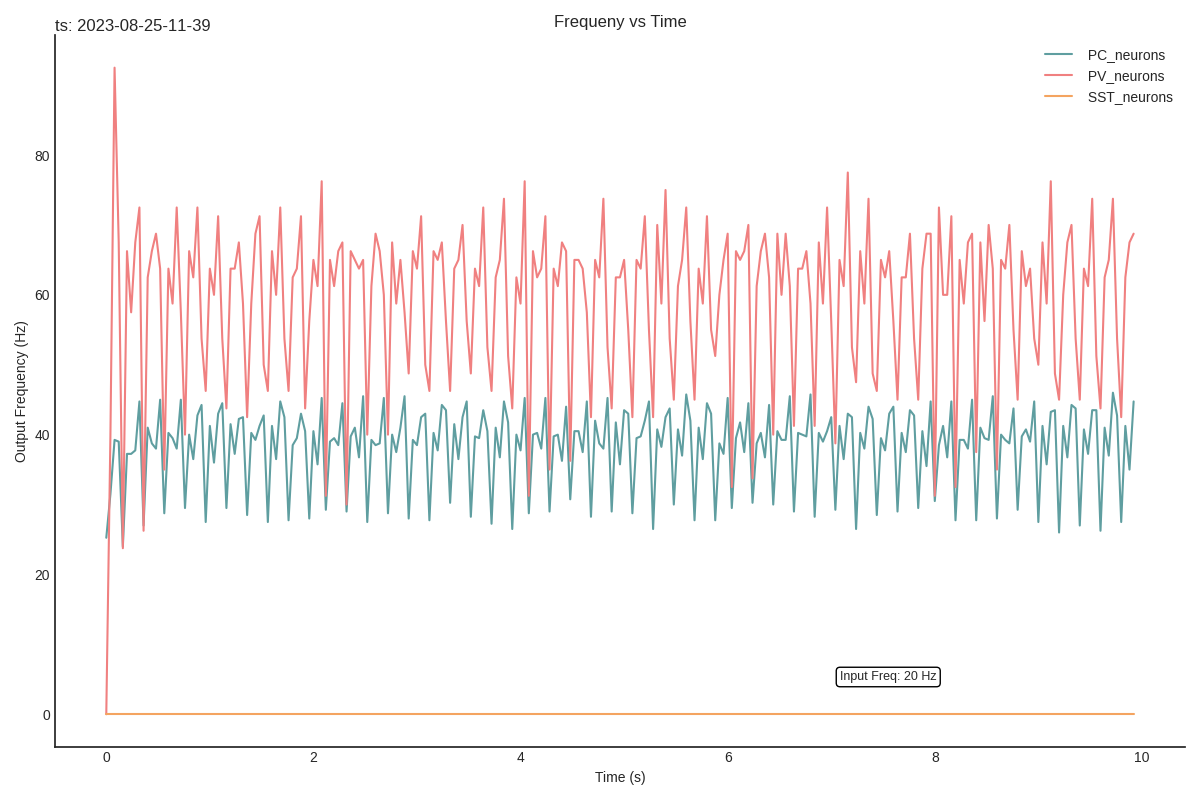 ts: 2023-08-25-11-39
Frequeny vs Time
PC_neurons
PV_neurons
SST_neurons
Output Frequency (Hz)
80
60
40
20
0
Input Freq: 20 Hz
0 2 4 6 8 10
Time (s)